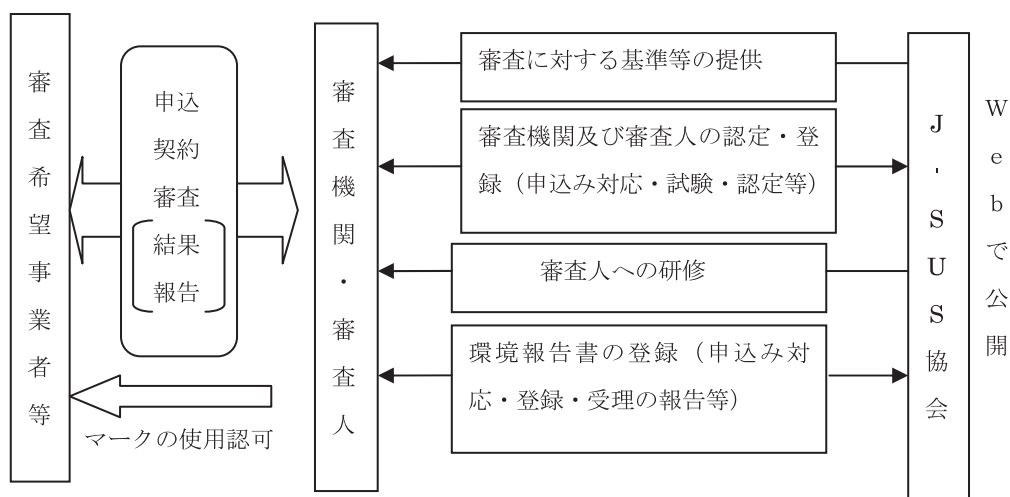 審査希望事業者等
申込
契約
審査
結果
報告
マークの使用認可
審査機関・審査人
審査に対する基準等の提供
審査機関及び審査人の認定・登
録（申込み対応・試験・認定等）
審査人への研修
環境報告書の登録（申込み対
応・登録・受理の報告等）
J-SUS協会
Webで公開